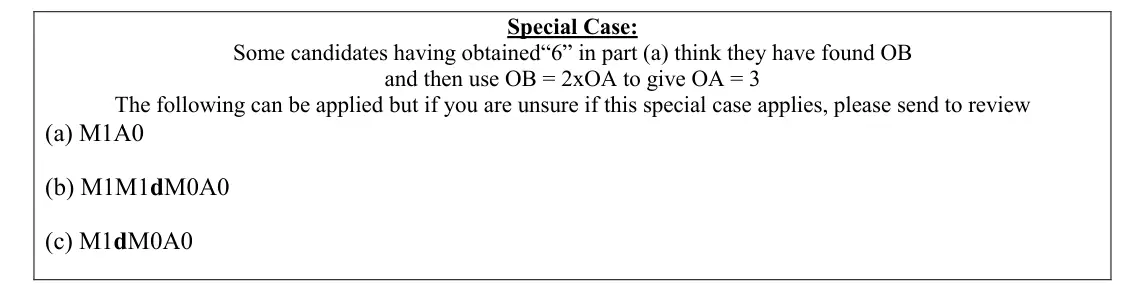 Special Case:
Some candidates having obtained“6” in part (a) think they have found OB
and then use OB = 2xOA to give OA = 3
The following can be applied but if you are unsure if this special case applies, please send to review
(a) M1A0
(b) M1M1dM0A0
(c) M1dM0A0